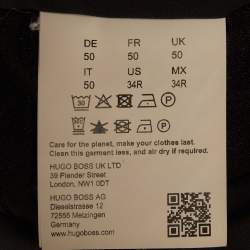 DE FR UK
50 50 50
IT US MX
50 34R 34R
30 P
Care for the planet, make your clothes last.
Clean this garment less, and air dry if required.
HUGO BOSS UK LTD
39 Plender Street
London, NW1 0DT
HUGO BOSS AG
Dieselstrasse 12
72555 Metzingen
Germany
www.hugoboss.com